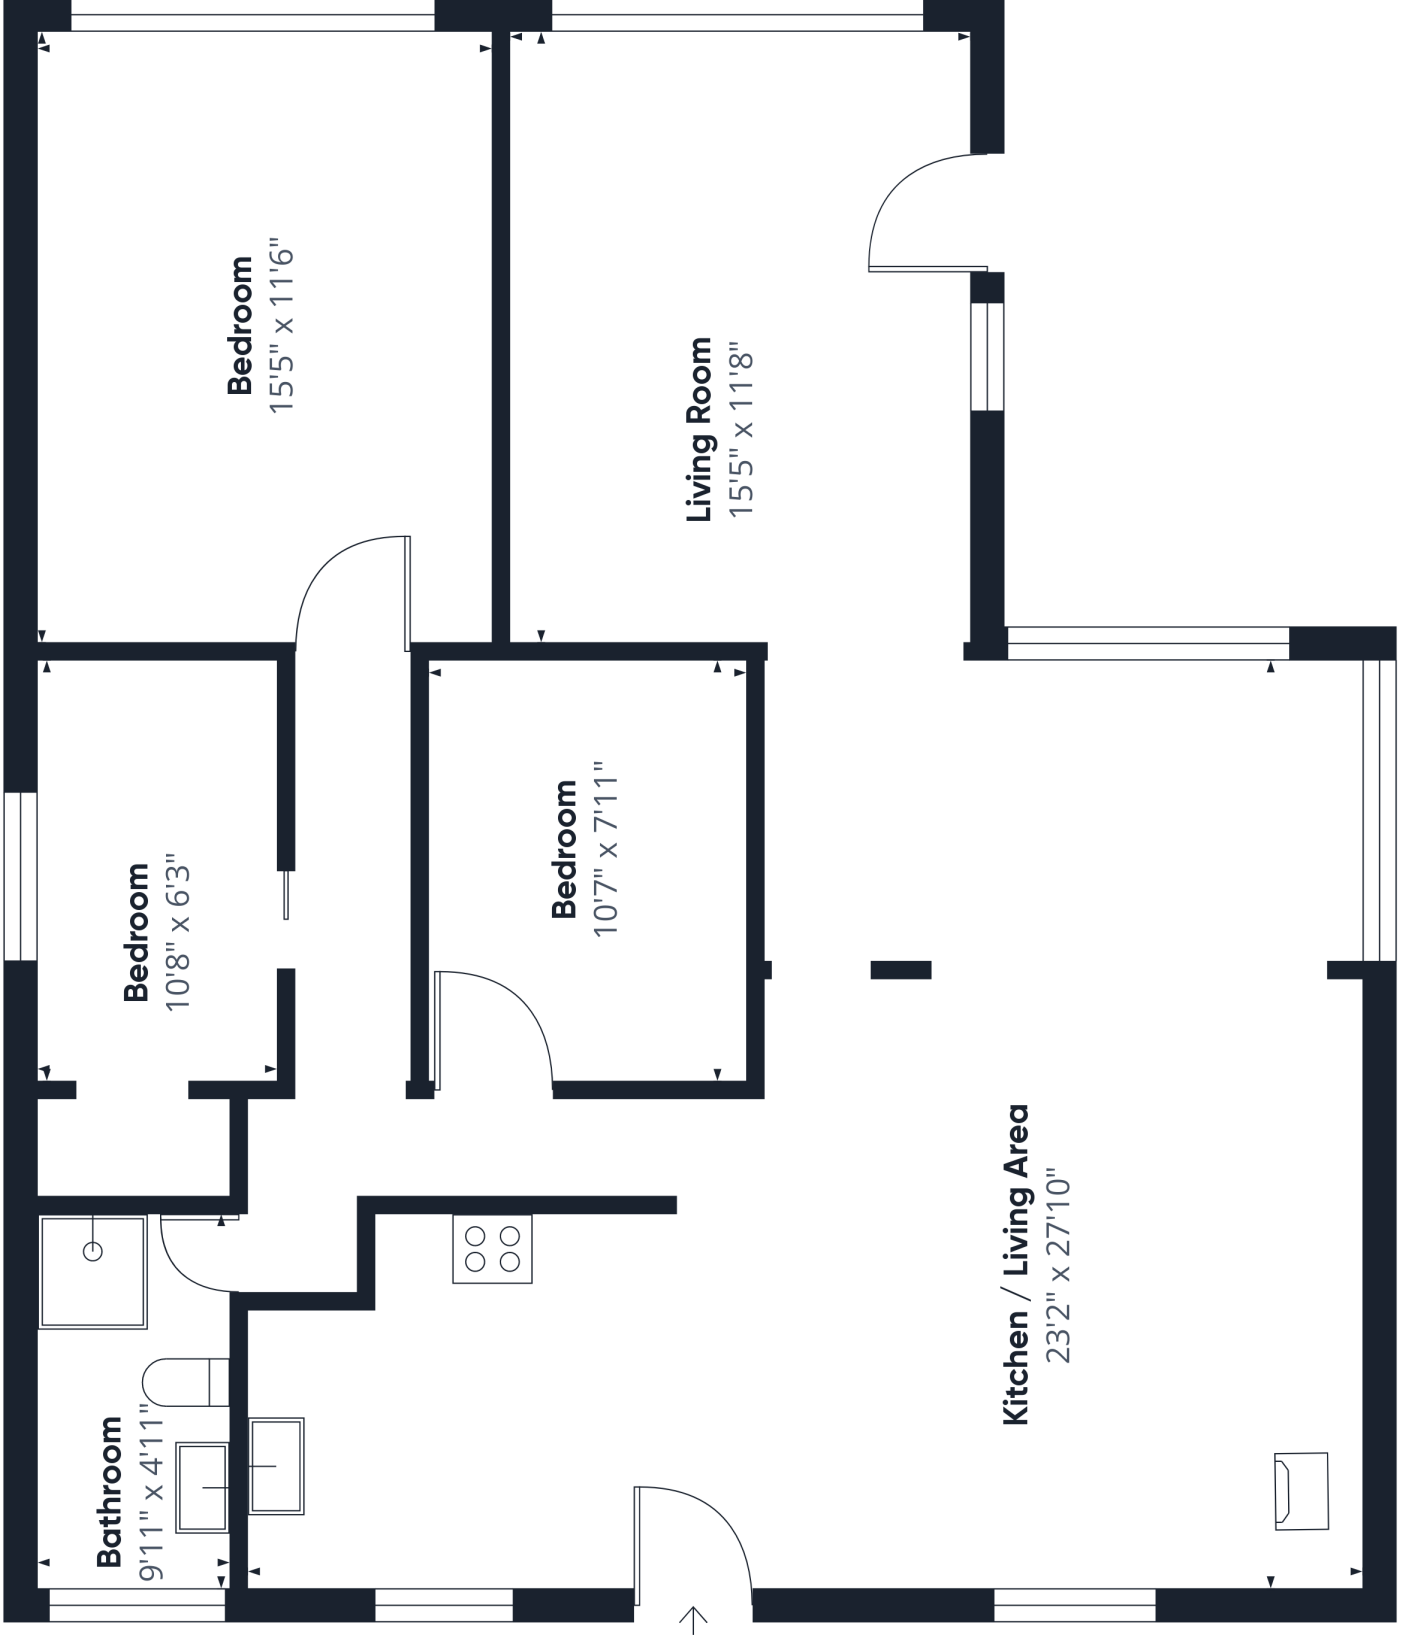 Bedroom
15'5" x 11'6"
Living Room
15'5" x 11'8"
Bedroom
10'8" x 6'3"
Bedroom
10'7" x 7'11"
Kitchen / Living Area
23'2" x 27'10"
Bathroom
9'11" x 4'11"